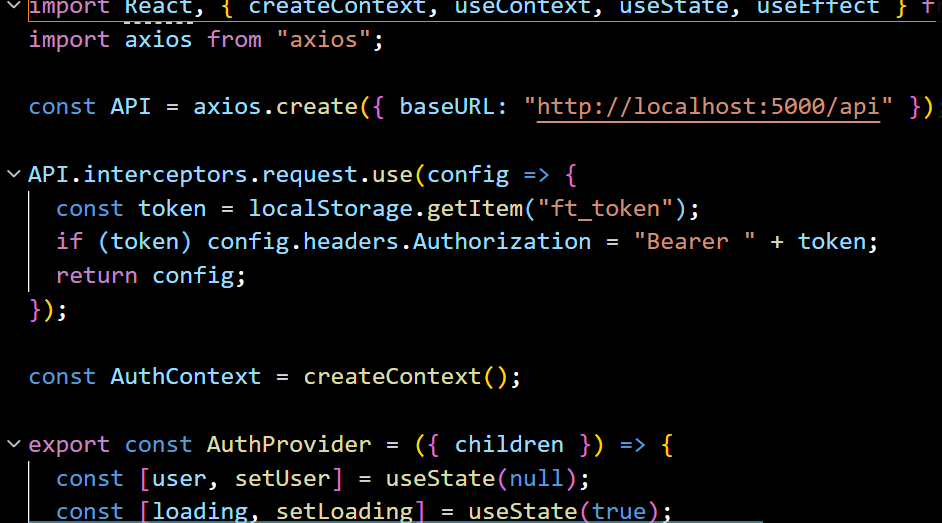 import React, { createContext, useContext, useState, useEffect } f
import axios from "axios";
const API = axios.create({ baseURL: "http://localhost:5000/api" })
API.interceptors.request.use(config => {
  const token = localStorage.getItem("ft_token");
  if (token) config.headers.Authorization = "Bearer " + token;
  return config;
});
const AuthContext = createContext();
export const AuthProvider = ({ children }) => {
  const [user, setUser] = useState(null);
  const [loading, setLoading] = useState(true);